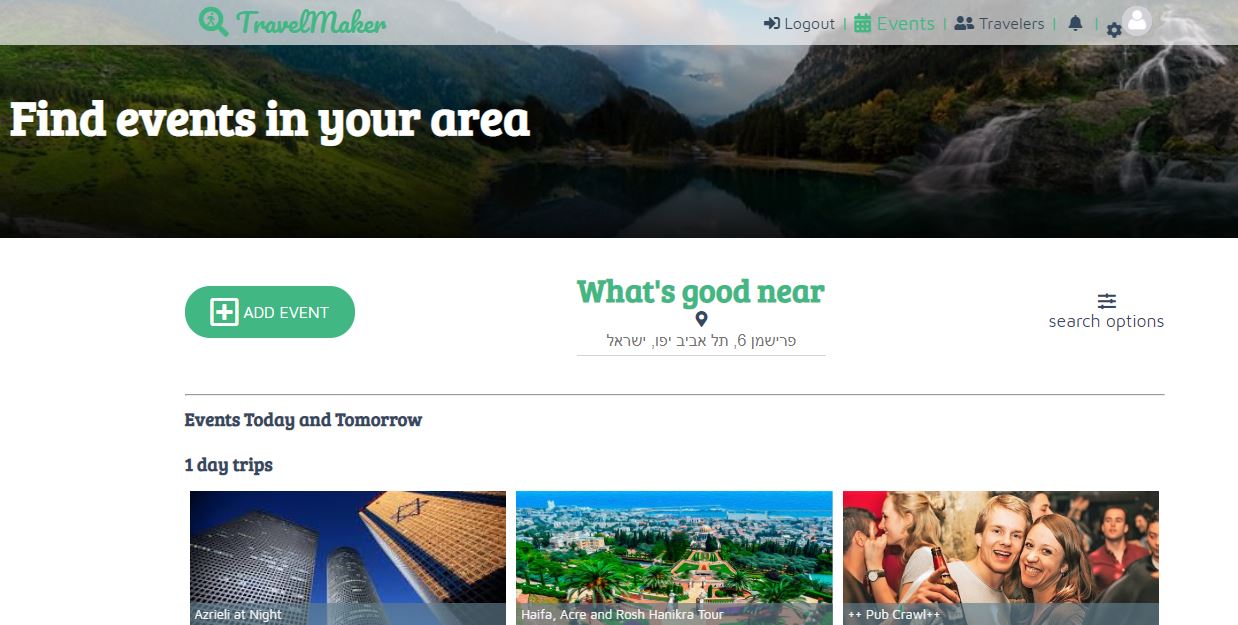 TravelMaker
Logout | Events | Travelers | |
Find events in your area
ADD EVENT
What's good near
פרישמן 6, תל אביב יפו, ישראל
search options
Events Today and Tomorrow
1 day trips
Azrieli at Night
Haifa, Acre and Rosh Hanikra Tour
++ Pub Crawl++